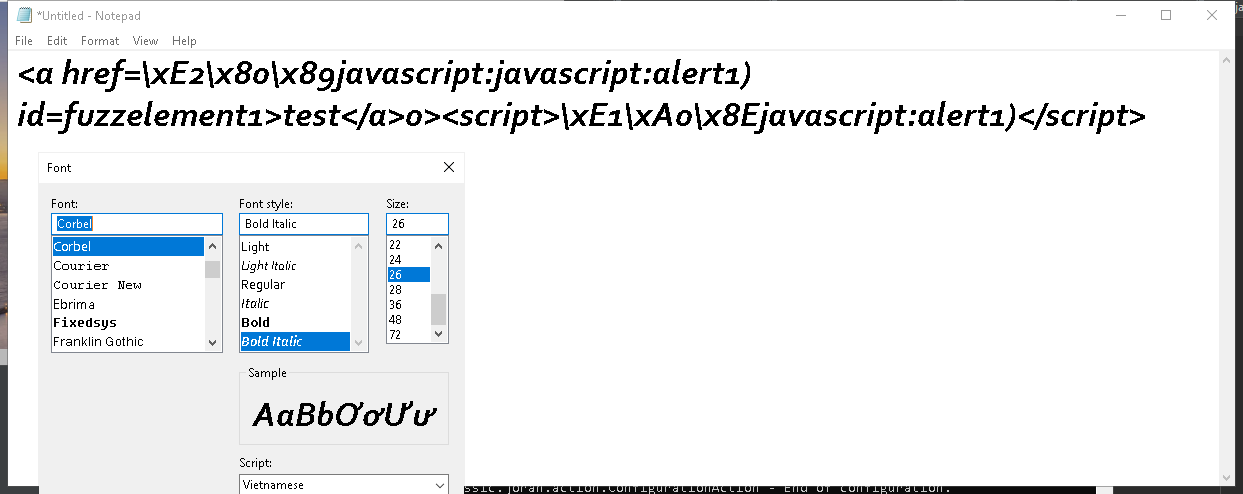 *Untitled - Notepad
File Edit Format View Help
<a href=\xE2\x80\x89javascript:javascript:alert1)
id=fuzzelement1>test</a>0><script>\xE1\xA0\x8Ejavascript:alert1)</script>
Font
Font: Font style: Size:
Corbel Bold Italic 26
Corbel Light 22
Courier Light Italic 24
Courier New Regular 26
Ebrima Italic 28
Fixedsys Bold 36
Franklin Gothic Bold Italic 48
72
Sample
AaBbƠơƯư
Script:
Vietnamese
ssic.joran.action.ConfigurationAction - End of configuration.